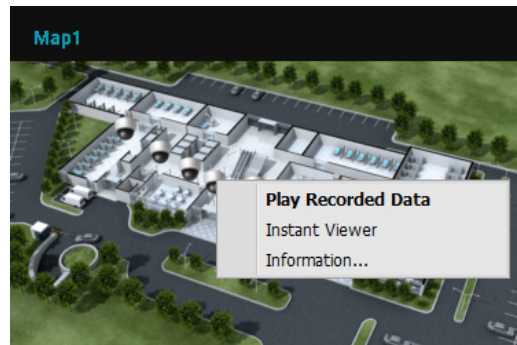 Map1
Play Recorded Data
Instant Viewer
Information...